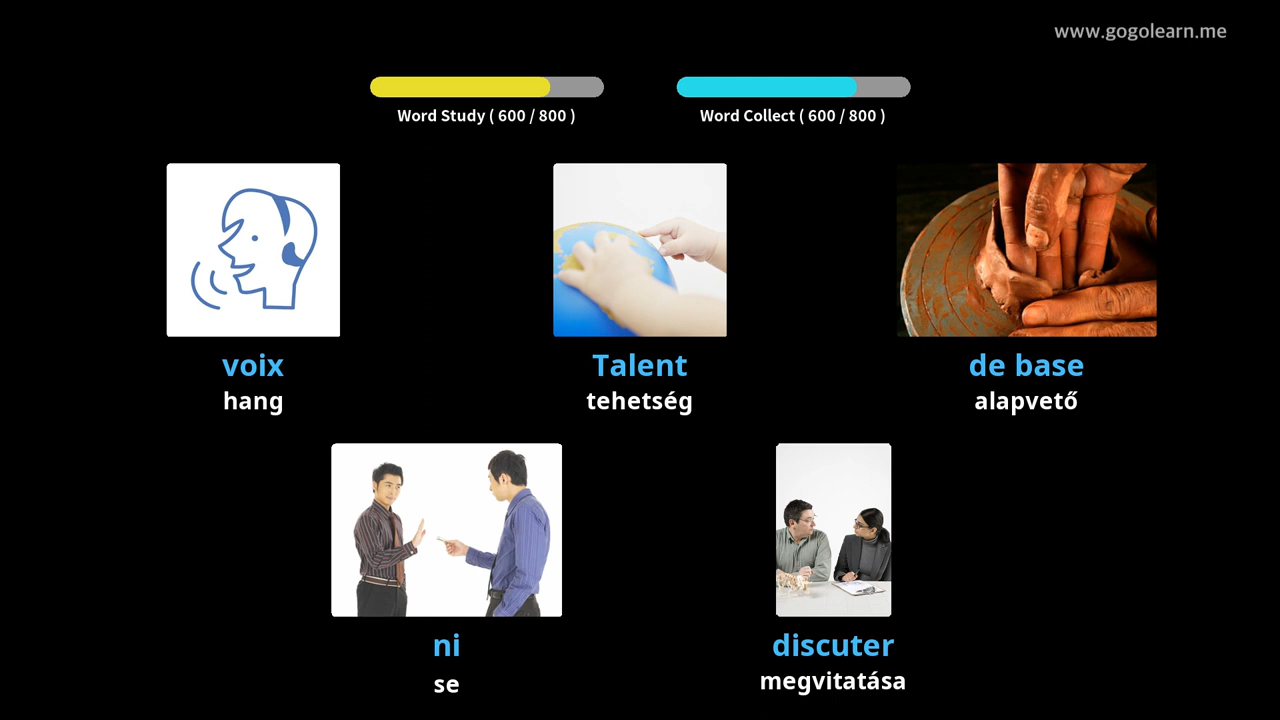 www.gogolearn.me
Word Study ( 600 / 800 )
Word Collect ( 600 / 800 )
voix
hang
Talent
tehetség
de base
alapvető
ni
se
discuter
megvitatása